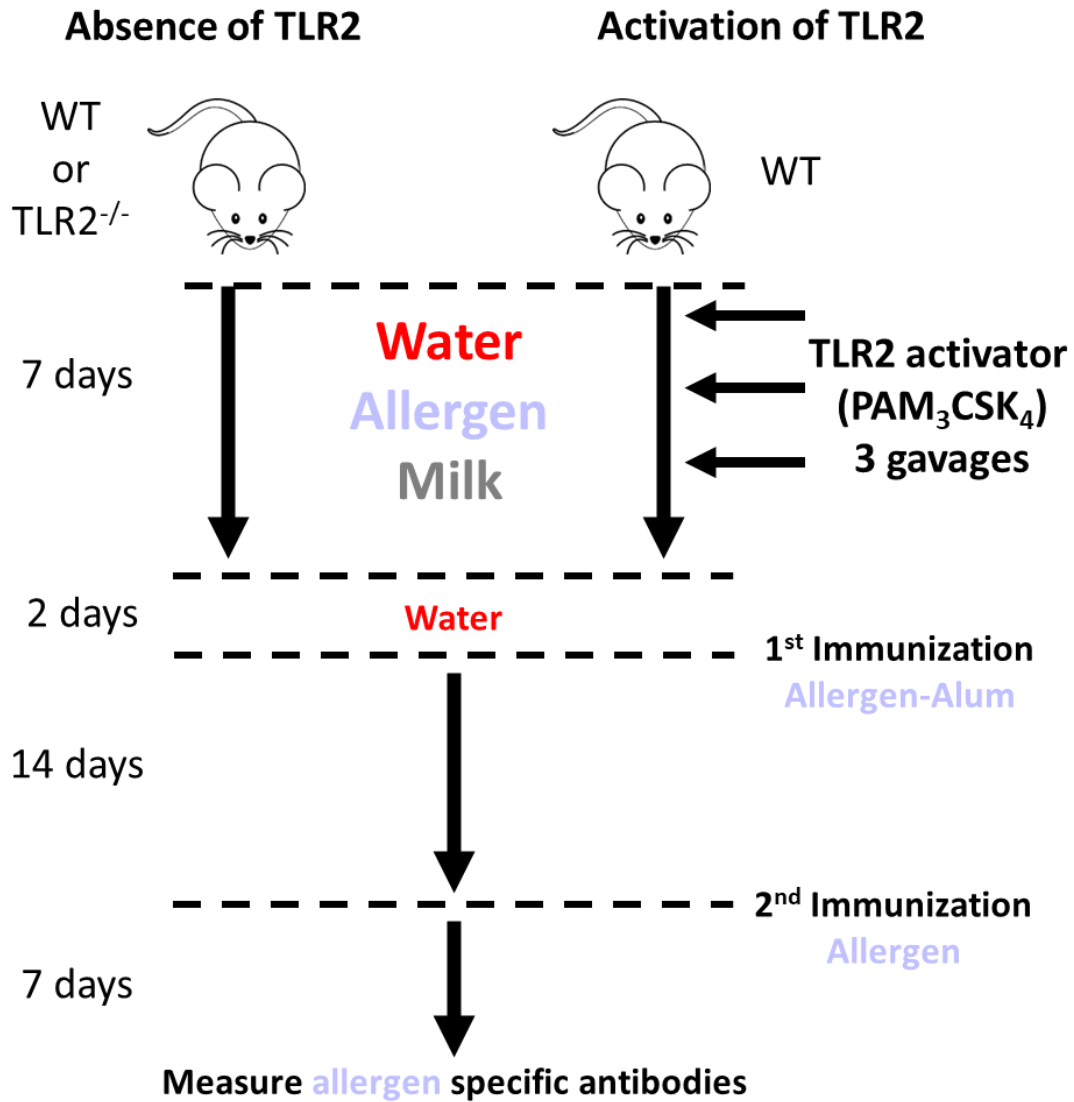 Absence of TLR2
Activation of TLR2
WT
or
TLR2-/-
WT
7 days
Water
Allergen
Milk
TLR2 activator
(PAM3CSK4)
3 gavages
2 days
Water
1st Immunization
Allergen-Alum
14 days
2nd Immunization
Allergen
7 days
Measure allergen specific antibodies